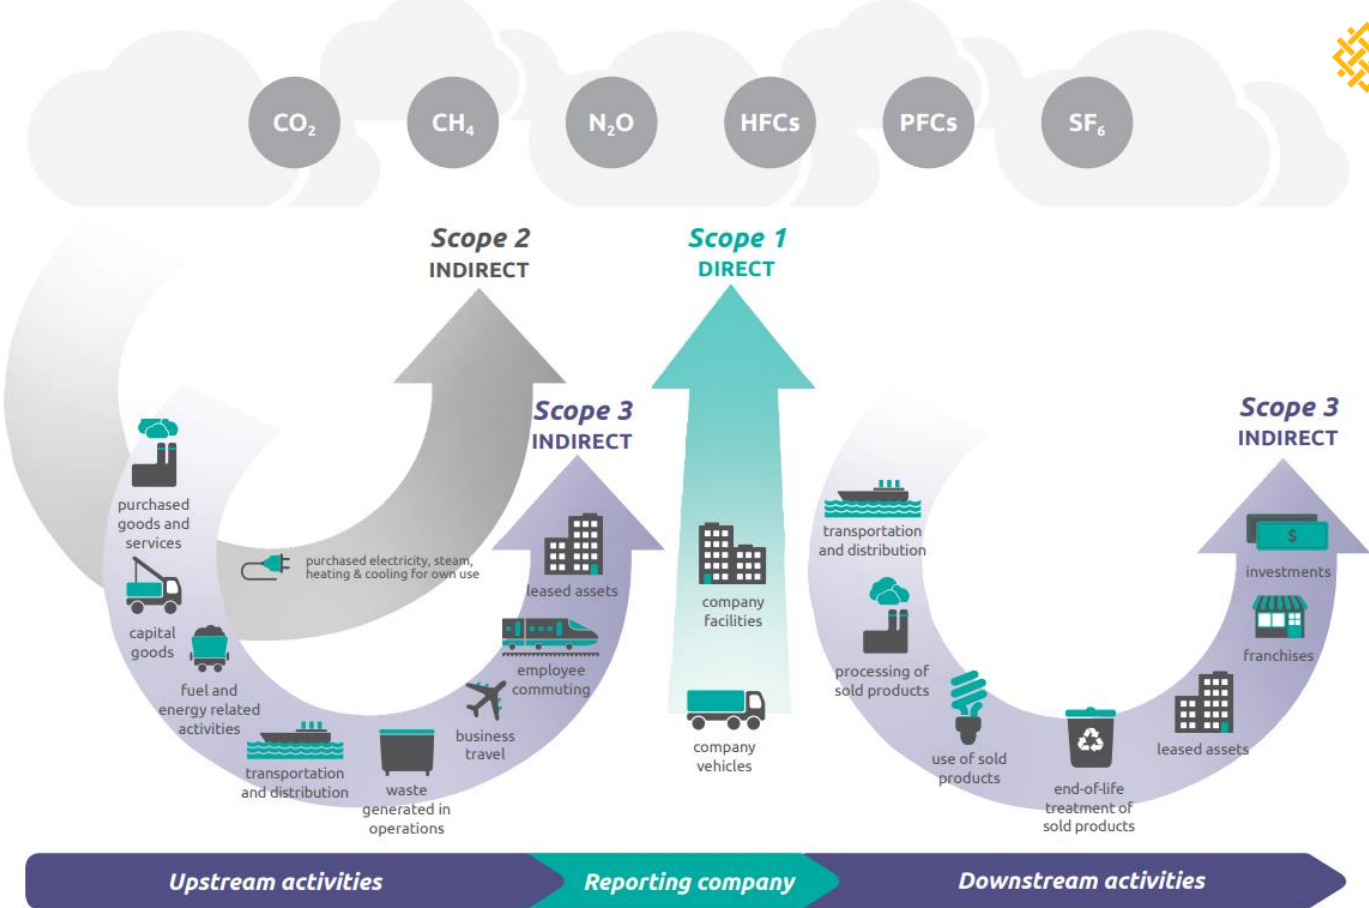 CO₂
CH₄
N₂O
HFCs
PFCs
SF₆
Scope 2
INDIRECT
Scope 1
DIRECT
Scope 3
INDIRECT
Scope 3
INDIRECT
purchased
goods and
services
capital
goods
fuel and
energy related
activities
transportation
and distribution
waste
generated in
operations
business
travel
employee
commuting
leased assets
purchased electricity, steam,
heating & cooling for own use
company
facilities
company
vehicles
transportation
and distribution
processing of
sold products
use of sold
products
end-of-life
treatment of
sold products
leased assets
franchises
$
investments
Upstream activities
Reporting company
Downstream activities